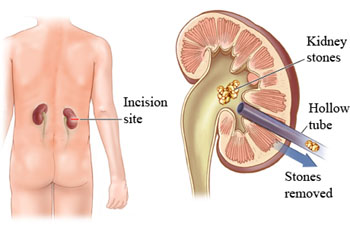 Kidney
stones
Incision
site
Hollow
tube
Stones
removed